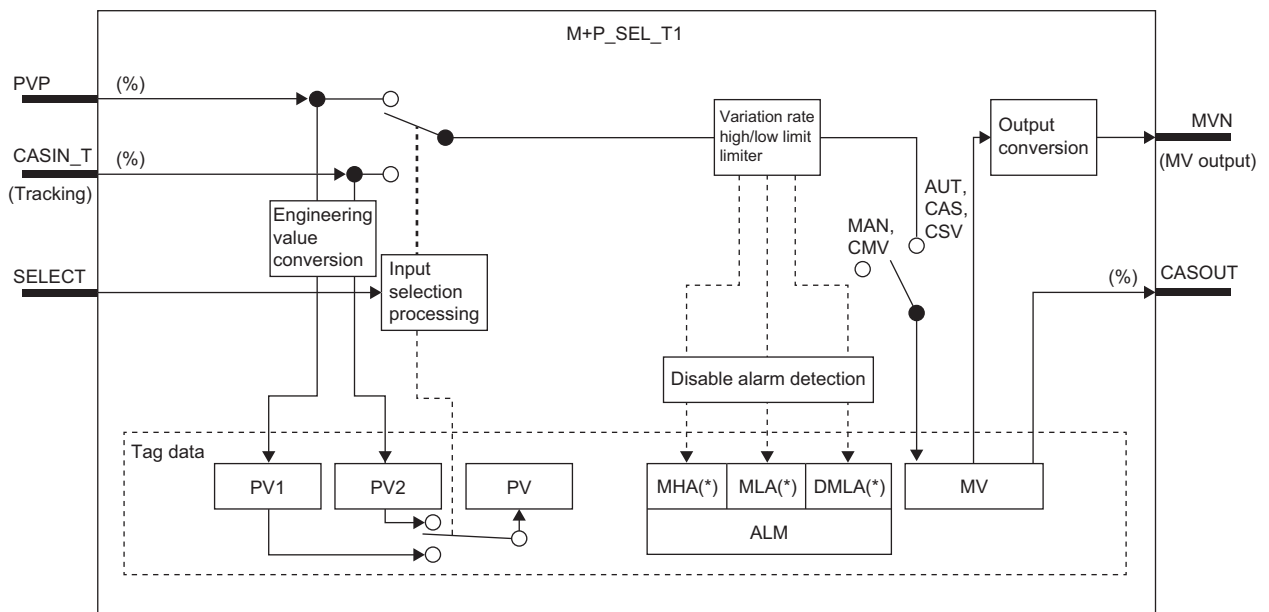 M+P_SEL_T1
PVP
(%)
CASIN_T
(%)
(Tracking)
SELECT
Engineering
value
conversion
Input
selection
processing
Variation rate
high/low limit
limiter
Output
conversion
MVN
(MV output)
AUT,
CAS,
CSV
MAN,
CMV
(%)
CASOUT
Disable alarm detection
Tag data
PV1
PV2
PV
MHA(*)
MLA(*)
DMLA(*)
ALM
MV